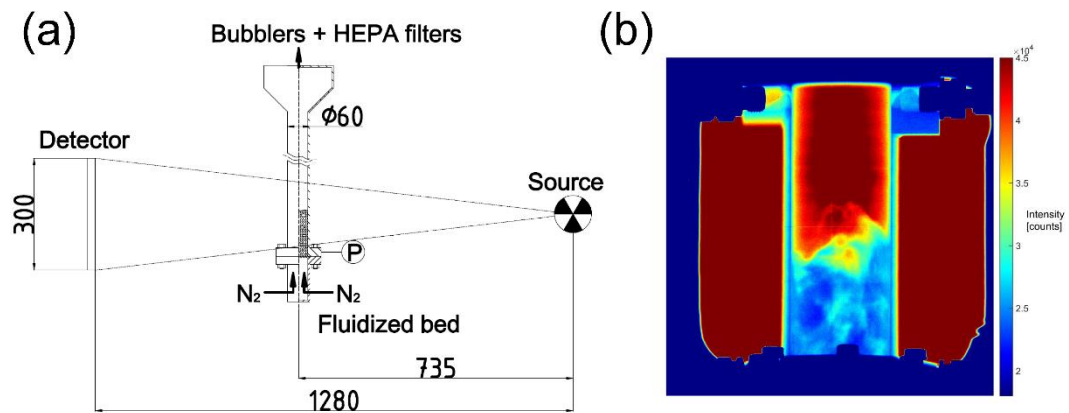 (a)
Bubblers + HEPA filters
Ø60
Detector
Source
300
P
N₂
N₂
Fluidized bed
735
1280
(b)
×10⁴
4.5
4
3.5
Intensity
[counts]
3
2.5
2